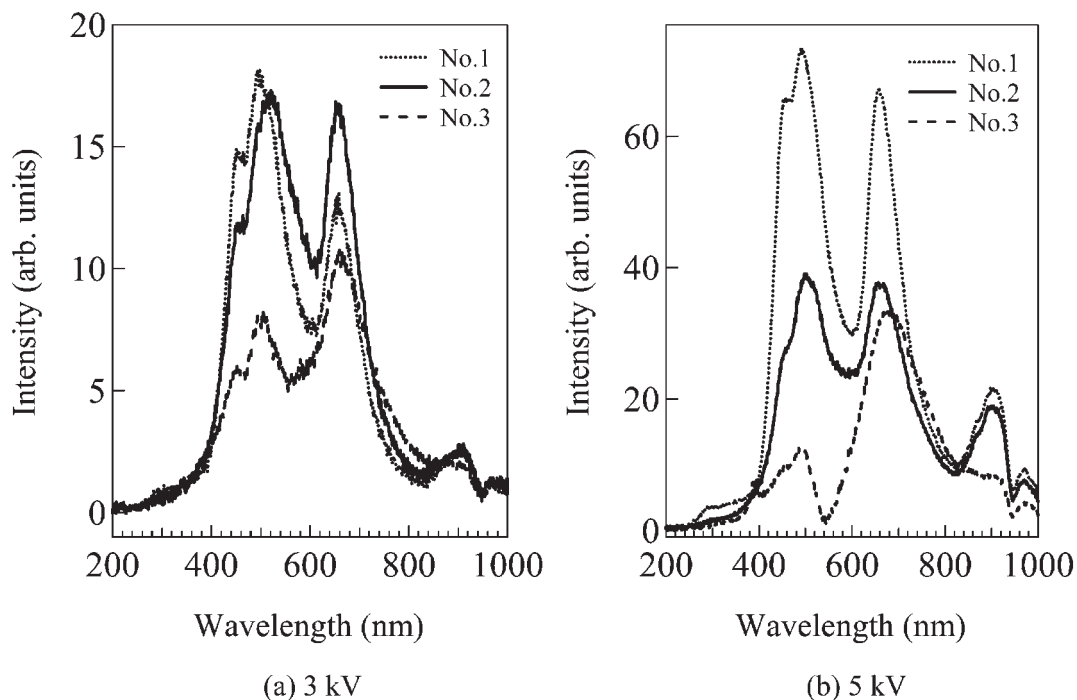 20
15
10
5
0
Intensity (arb. units)
No.1
No.2
No.3
200 400 600 800 1000
Wavelength (nm)
(a) 3 kV
60
40
20
0
Intensity (arb. units)
No.1
No.2
No.3
200 400 600 800 1000
Wavelength (nm)
(b) 5 kV